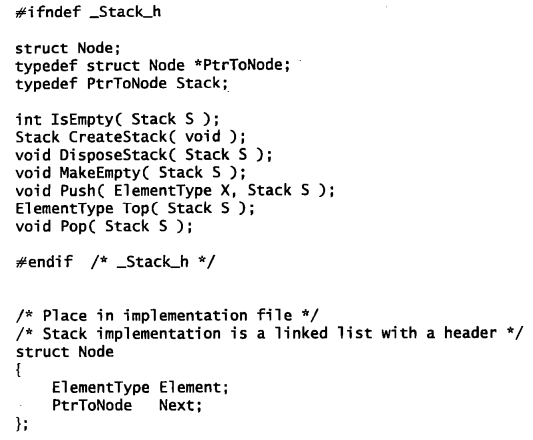 #ifndef _Stack_h
struct Node;
typedef struct Node *PtrToNode;
typedef PtrToNode Stack;
int IsEmpty( Stack S );
Stack CreateStack( void );
void DisposeStack( Stack S );
void MakeEmpty( Stack S );
void Push( ElementType X, Stack S );
ElementType Top( Stack S );
void Pop( Stack S );
#endif /* _Stack_h */
/* Place in implementation file */
/* Stack implementation is a linked list with a header */
struct Node
{
ElementType Element;
PtrToNode Next;
};